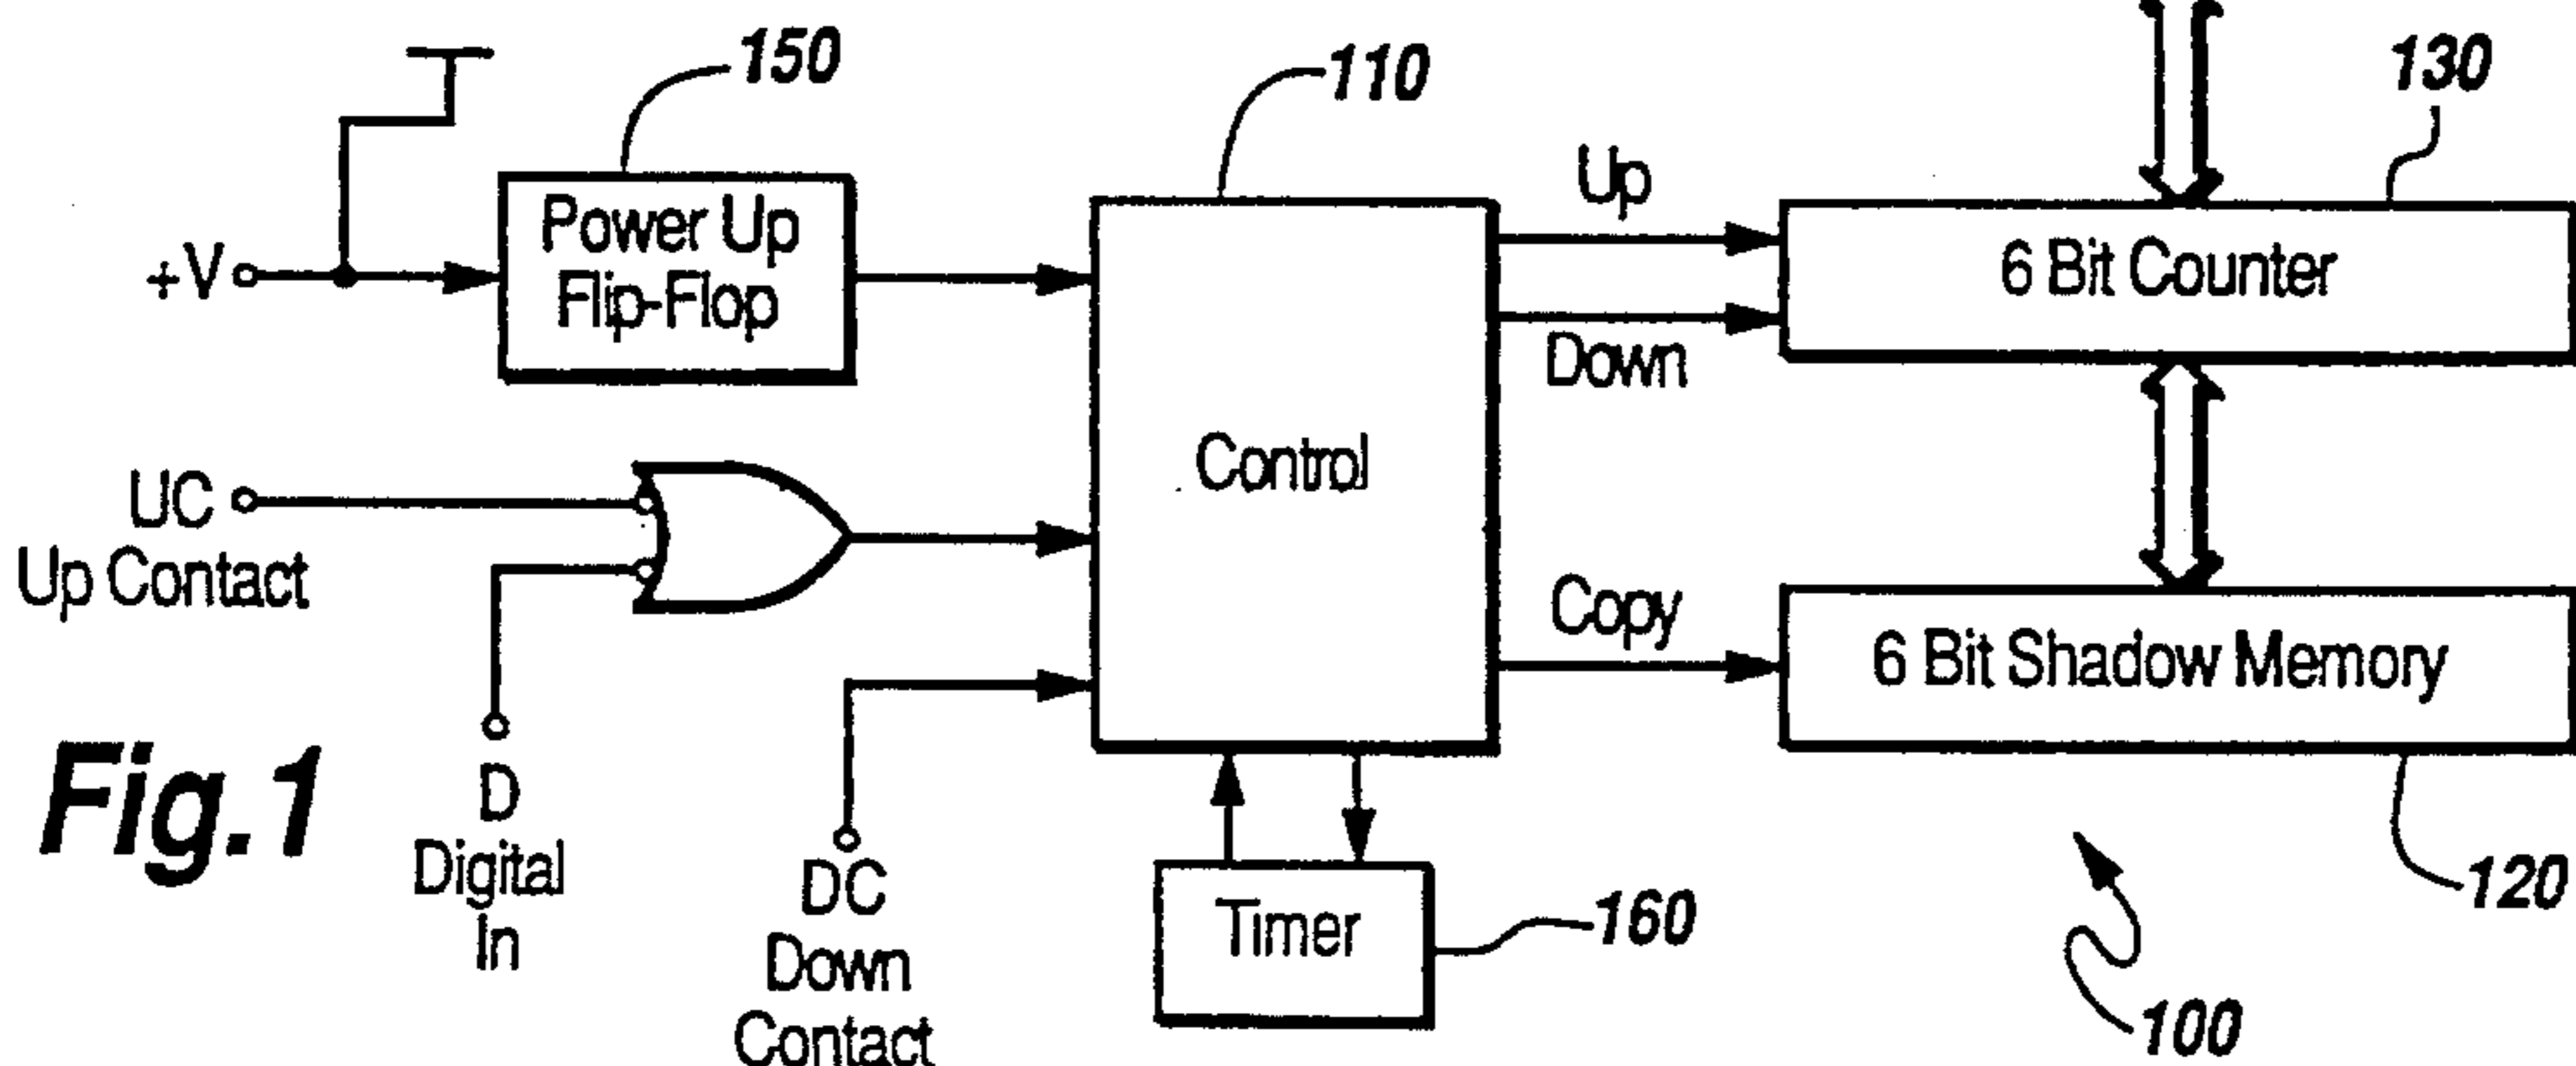 150
110
130
Up
Power Up
Flip-Flop
+V
6 Bit Counter
Down
Control
UC
Up Contact
Copy
6 Bit Shadow Memory
Fig.1
D
Digital
In
DC
Down
Contact
Timer
160
120
100